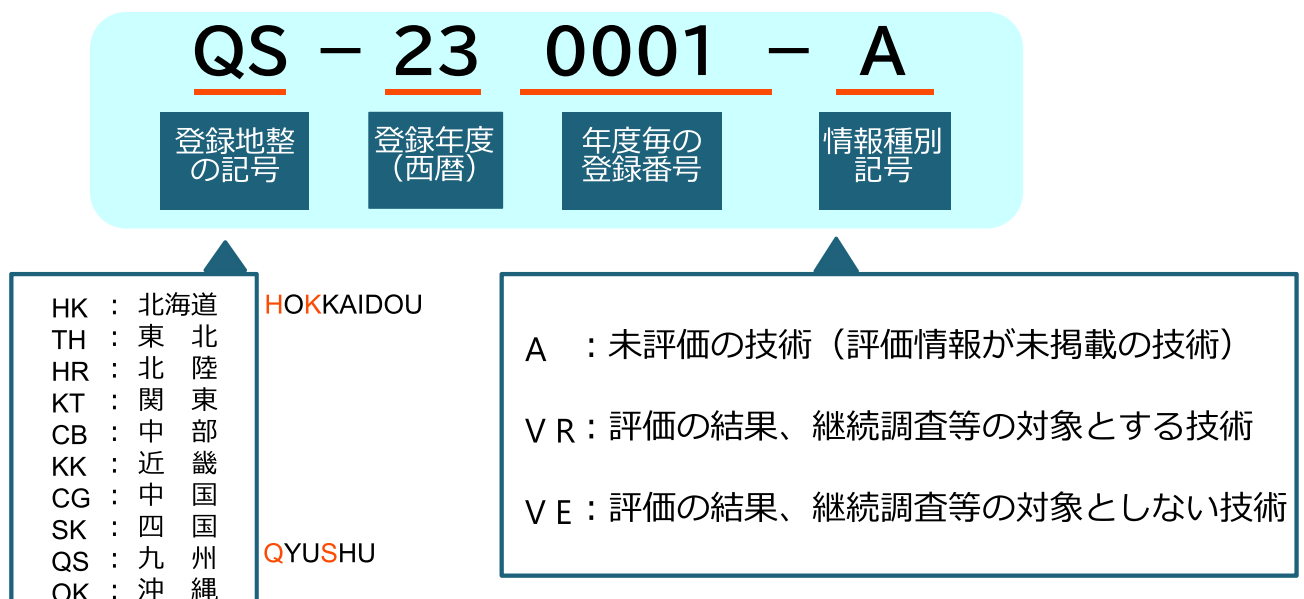 QS － 23 0001 － A
登録地整
の記号
登録年度
（西暦）
年度毎の
登録番号
情報種別
記号
HK ： 北海道
TH ： 東　北
HR ： 北　陸
KT ： 関　東
CB ： 中　部
KK ： 近　畿
CG ： 中　国
SK ： 四　国
QS ： 九　州
OK ： 沖　縄
HOKKAIDOU
QYUSHU
A ：未評価の技術（評価情報が未掲載の技術）
V R：評価の結果、継続調査等の対象とする技術
V E：評価の結果、継続調査等の対象としない技術